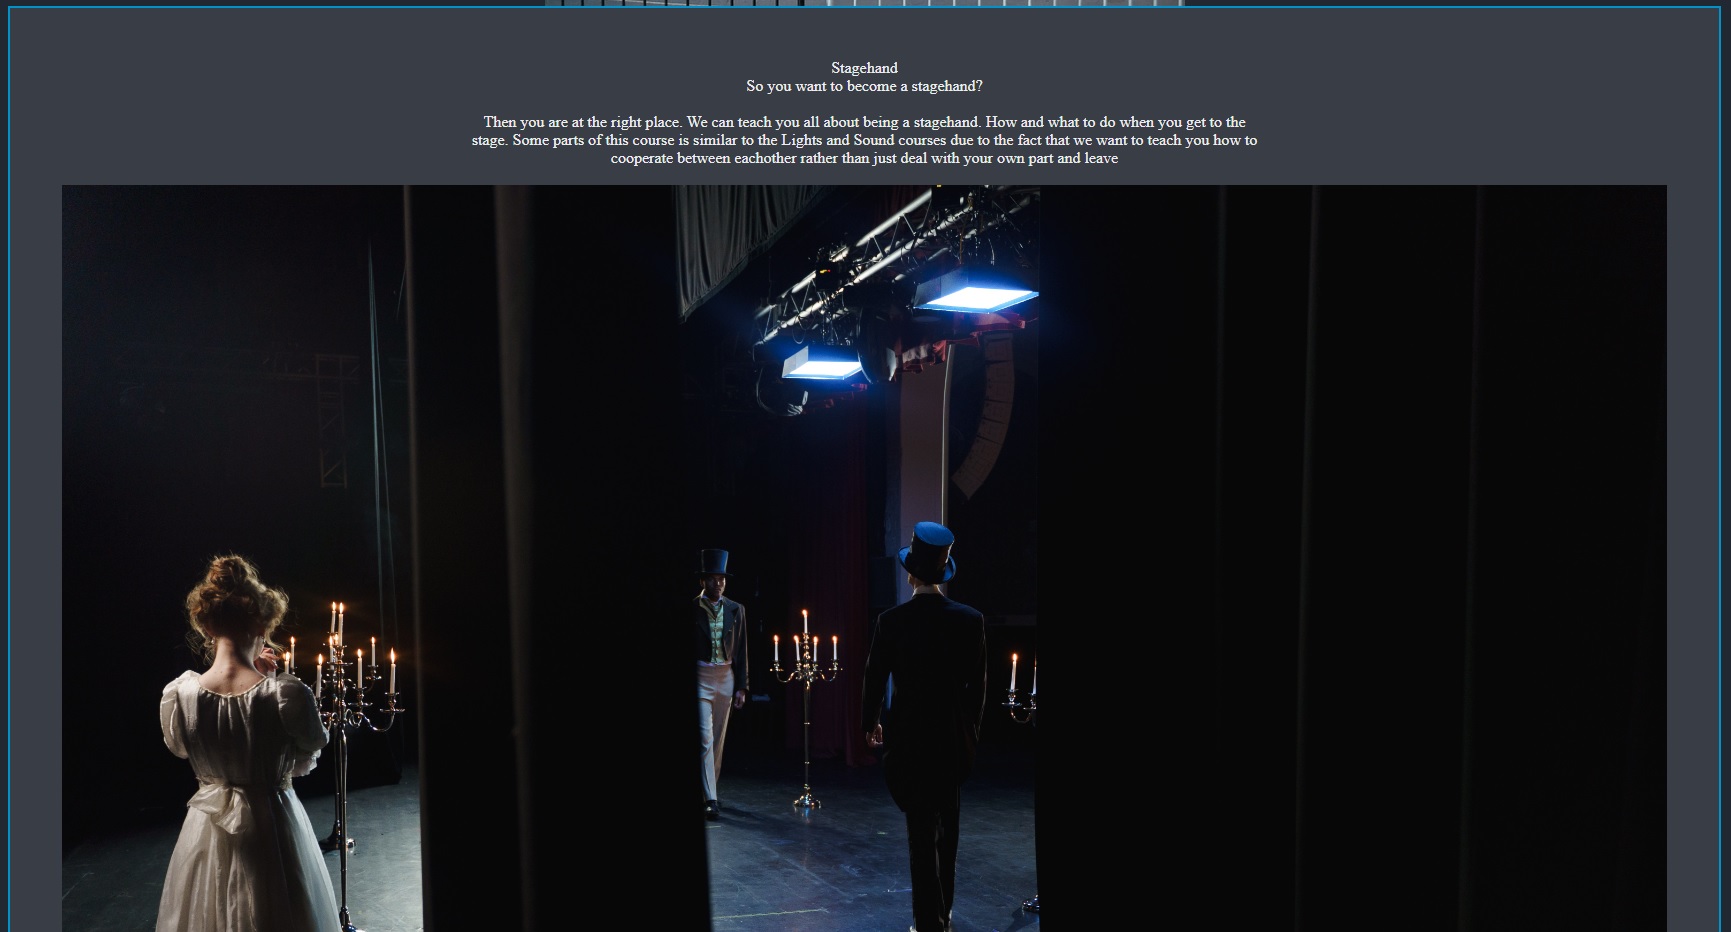 Stagehand
So you want to become a stagehand?
Then you are at the right place. We can teach you all about being a stagehand. How and what to do when you get to the
stage. Some parts of this course is similar to the Lights and Sound courses due to the fact that we want to teach you how to
cooperate between eachother rather than just deal with your own part and leave